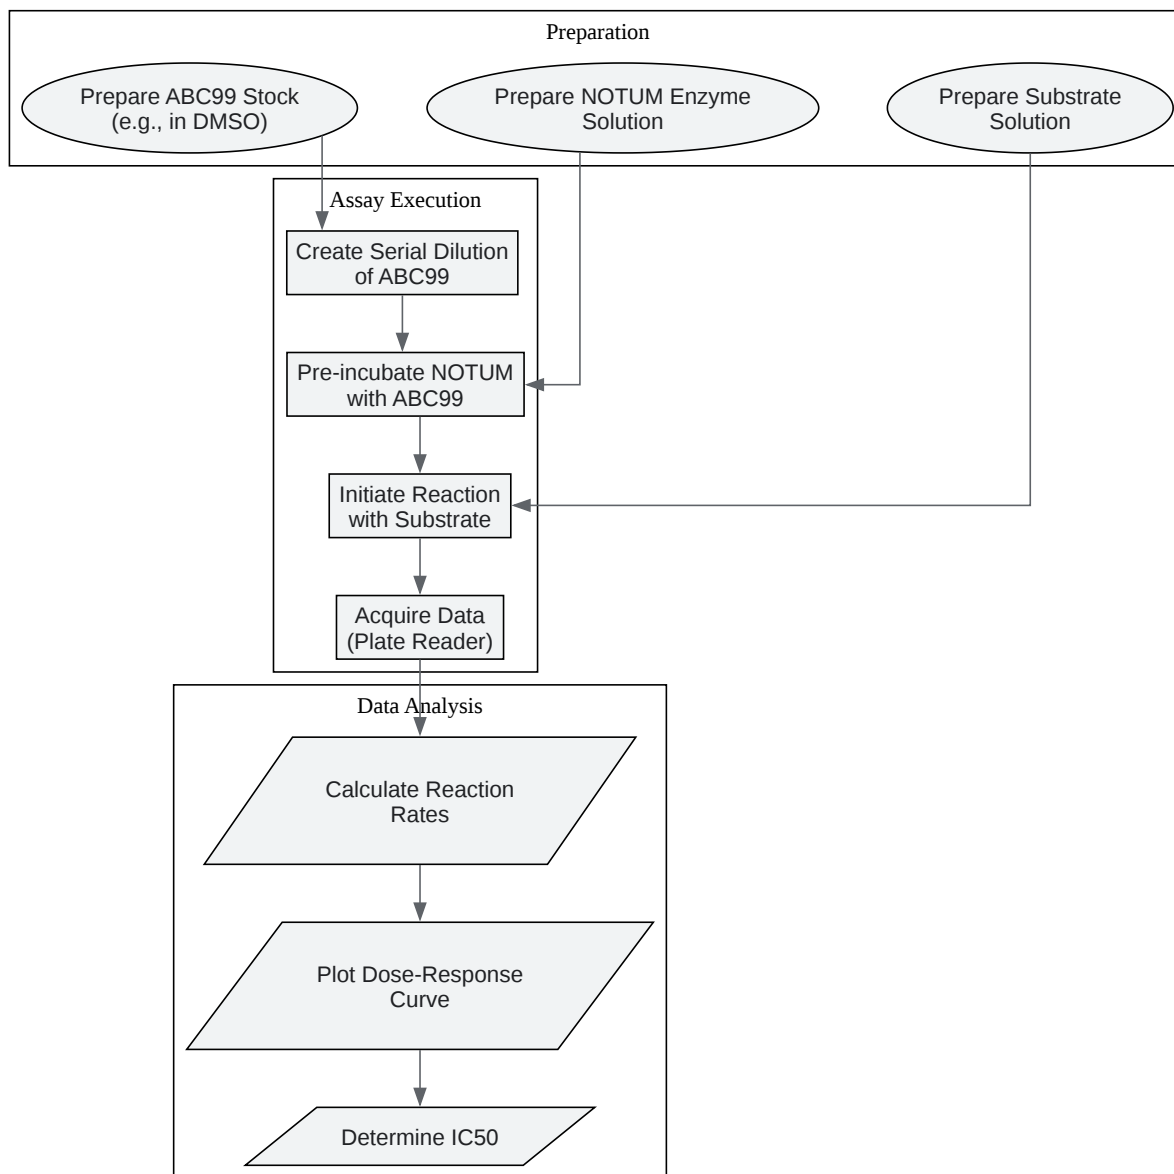 Preparation
Prepare ABC99 Stock
(e.g., in DMSO)
Prepare NOTUM Enzyme
Solution
Prepare Substrate
Solution
Assay Execution
Create Serial Dilution
of ABC99
Pre-incubate NOTUM
with ABC99
Initiate Reaction
with Substrate
Acquire Data
(Plate Reader)
Data Analysis
Calculate Reaction
Rates
Plot Dose-Response
Curve
Determine IC50